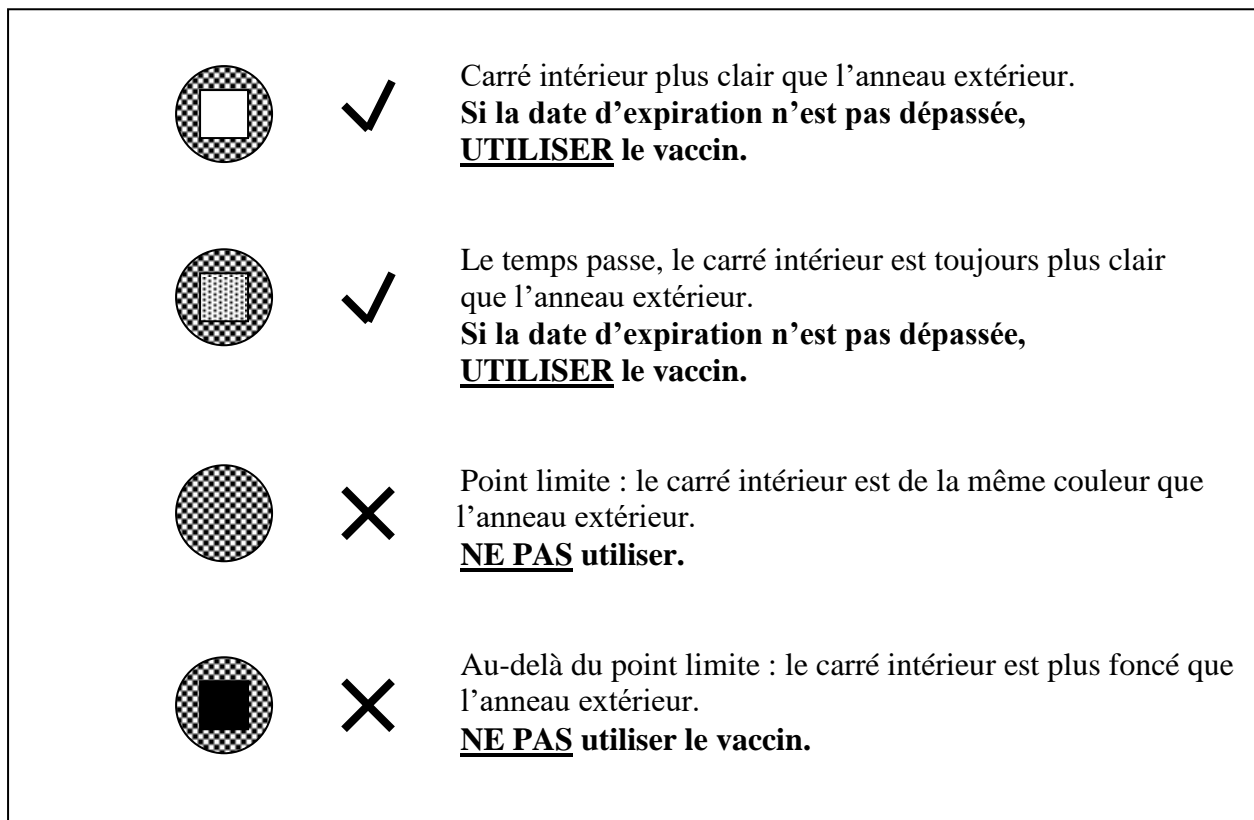 Carré intérieur plus clair que l’anneau extérieur.
Si la date d’expiration n’est pas dépassée,
UTILISER le vaccin.
Le temps passe, le carré intérieur est toujours plus clair
que l’anneau extérieur.
Si la date d’expiration n’est pas dépassée,
UTILISER le vaccin.
Point limite : le carré intérieur est de la même couleur que
l’anneau extérieur.
NE PAS utiliser.
Au-delà du point limite : le carré intérieur est plus foncé que
l’anneau extérieur.
NE PAS utiliser le vaccin.